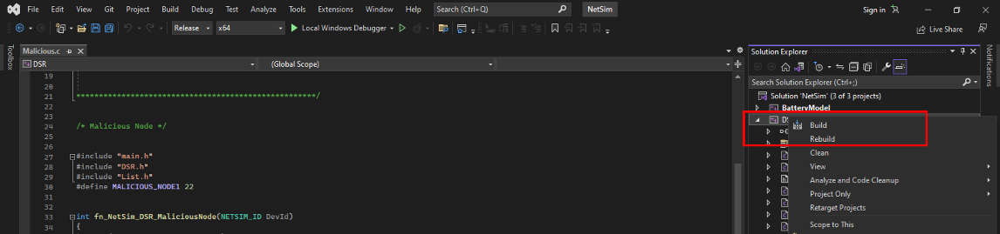 File Edit View Git Project Build Debug Test Analyze Tools Extensions Window Help Search (Ctrl+Q) NetSim Sign in
Release x64 Local Windows Debugger Live Share
Toolbox
Malicious.c
DSR (Global Scope)
19
20
21 *****************************************************/
22
23
24 /* Malicious Node */
25
26
27 #include "main.h"
28 #include "DSR.h"
29 #include "List.h"
30 #define MALICIOUS_NODE1 22
31
32
33 int fn_NetSim_DSR_MaliciousNode(NETSIM_ID DevId)
34 {
Solution Explorer
Search Solution Explorer (Ctrl+;)
Solution 'NetSim' (3 of 3 projects)
BatteryModel
Build
Rebuild
Clean
View
Analyze and Code Cleanup
Project Only
Retarget Projects
Scope to This
Notifications